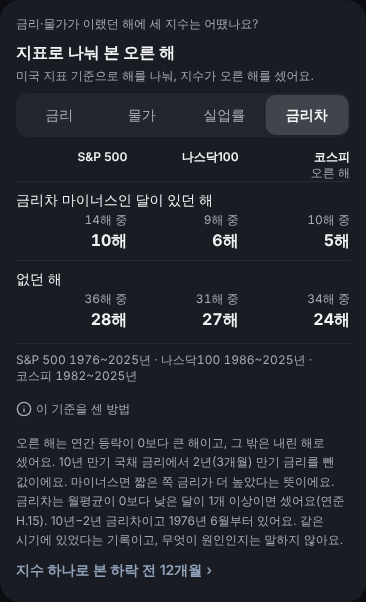 금리·물가가 이랬던 해에 세 지수는 어땠나요?
지표로 나눠 본 오른 해
미국 지표 기준으로 해를 나눠, 지수가 오른 해를 셌어요.
금리 물가 실업률 금리차
S&P 500 나스닥100 코스피
오른 해
금리차 마이너스인 달이 있던 해
14해 중 9해 중 10해 중
10해 6해 5해
없던 해
36해 중 31해 중 34해 중
28해 27해 24해
S&P 500 1976~2025년 · 나스닥100 1986~2025년 ·
코스피 1982~2025년
이 기준을 센 방법
오른 해는 연간 등락이 0보다 큰 해이고, 그 밖은 내린 해로
셌어요. 10년 만기 국채 금리에서 2년(3개월) 만기 금리를 뺀
값이에요. 마이너스면 짧은 쪽 금리가 더 높았다는 뜻이에요.
금리차는 월평균이 0보다 낮은 달이 1개 이상이면 셌어요(연준
H.15). 10년−2년 금리차이고 1976년 6월부터 있어요. 같은
시기에 있었다는 기록이고, 무엇이 원인인지는 말하지 않아요.
지수 하나로 본 하락 전 12개월 ›